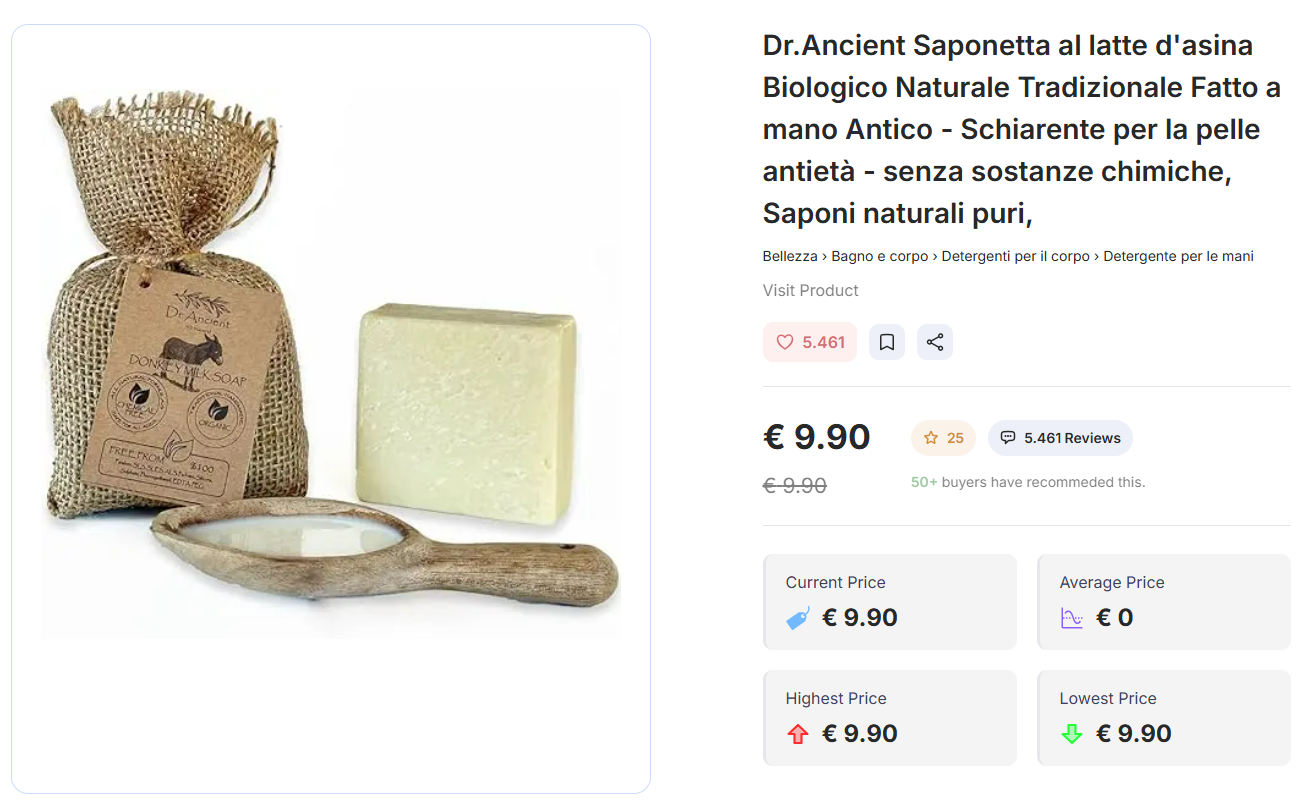 Dr.Ancient Saponetta al latte d'asina
Biologico Naturale Tradizionale Fatto a
mano Antico - Schiarente per la pelle
antietà - senza sostanze chimiche,
Saponi naturali puri,
Bellezza › Bagno e corpo › Detergenti per il corpo › Detergente per le mani
Visit Product
5.461
€ 9.90
25
5.461 Reviews
€ 9.90
50+ buyers have recommeded this.
Current Price
€ 9.90
Average Price
€ 0
Highest Price
€ 9.90
Lowest Price
€ 9.90
Dr.Ancient
DONKEY MILK SOAP
CHEMICAL
FREE
ORGANIC
FREE FROM